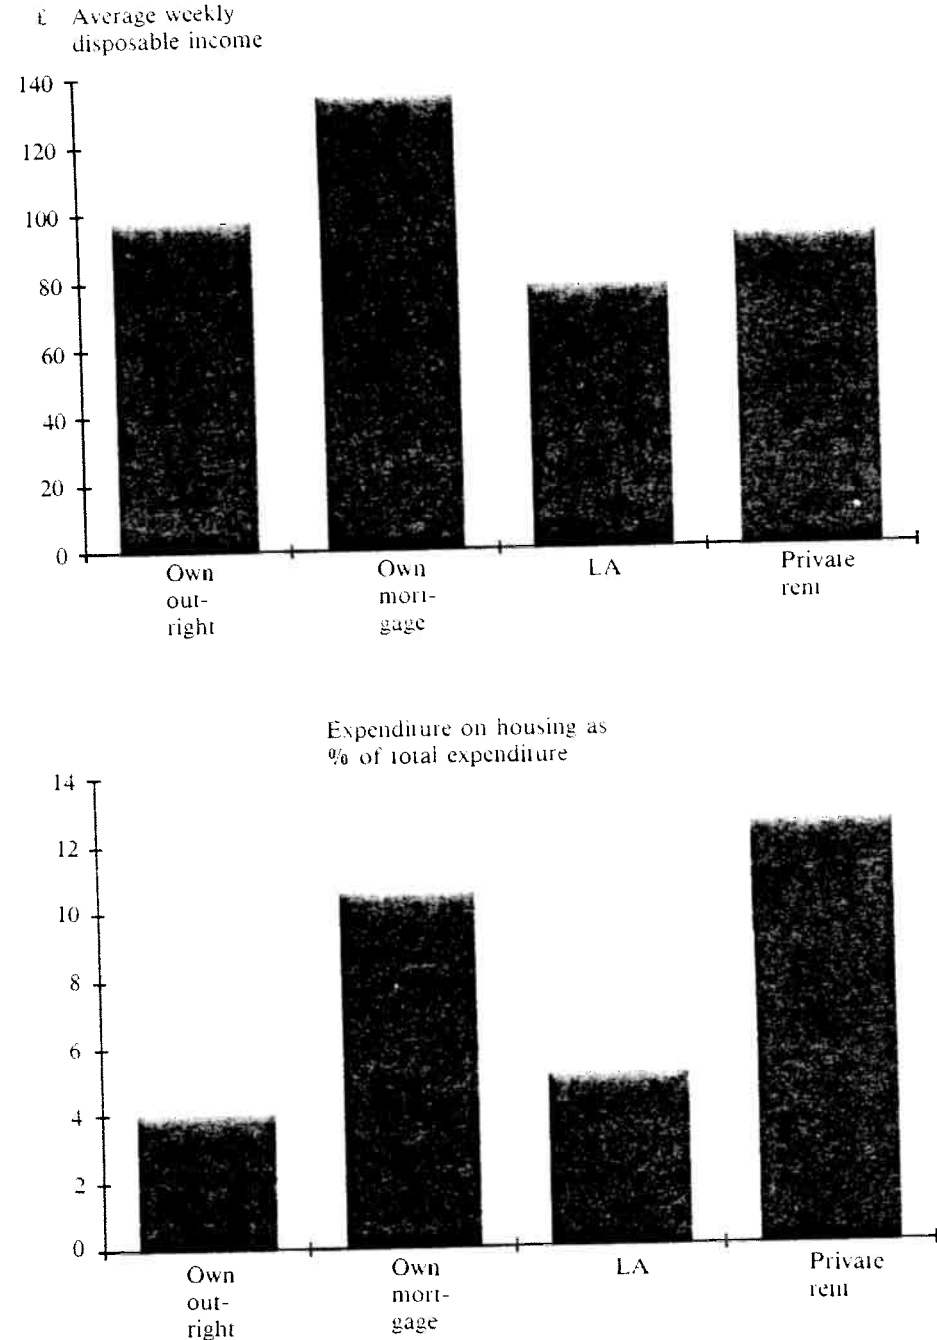 £ Average weekly
disposable income
140
120
100
80
60
40
20
0
Own
out-
right
Own
mort-
gage
LA
Private
rent
Expenditure on housing as
% of total expenditure
14
12
10
8
6
4
2
0
Own
out-
right
Own
mort-
gage
LA
Private
rent